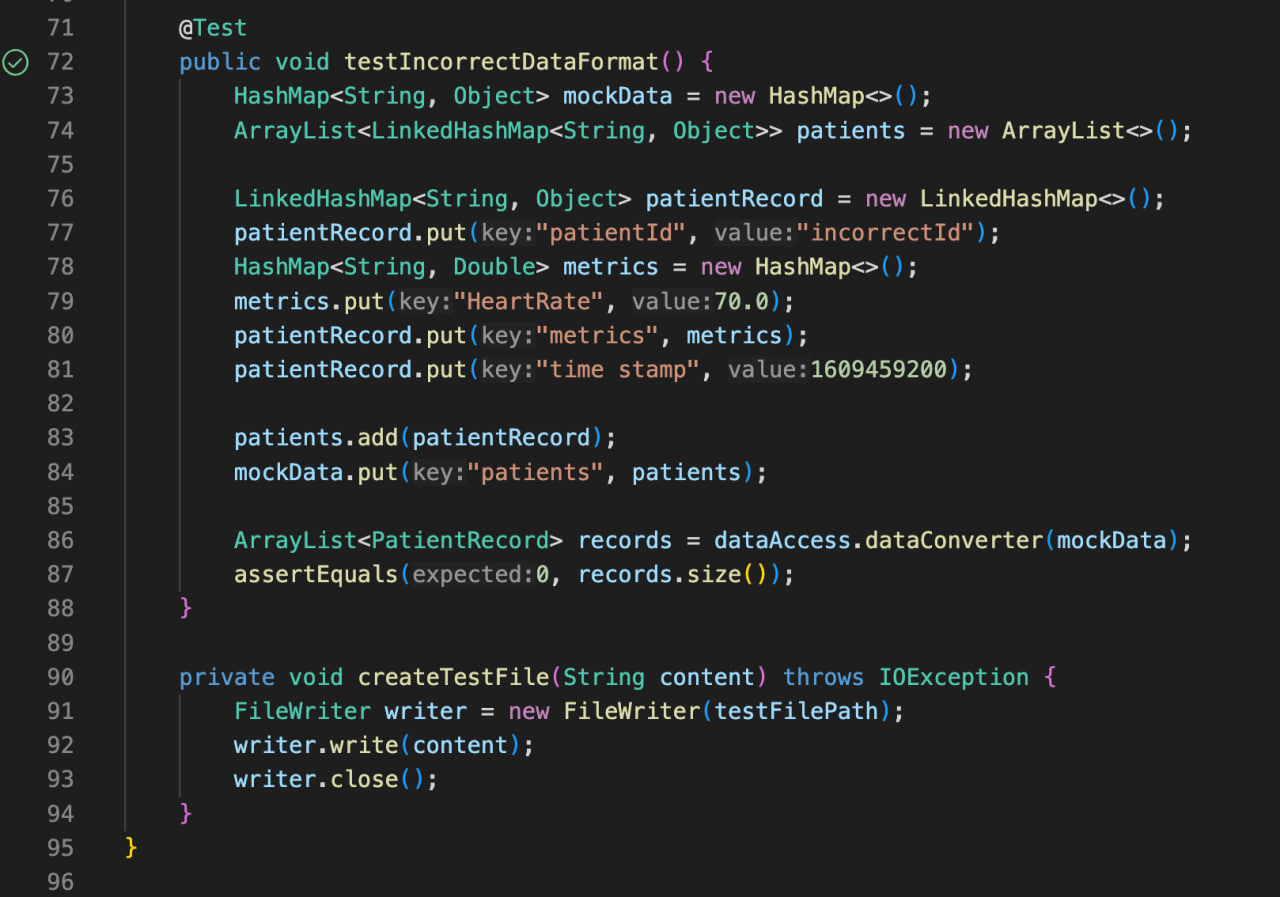 71 @Test
72 public void testIncorrectDataFormat() {
73 HashMap<String, Object> mockData = new HashMap<>();
74 ArrayList<LinkedHashMap<String, Object>> patients = new ArrayList<>();
75
76 LinkedHashMap<String, Object> patientRecord = new LinkedHashMap<>();
77 patientRecord.put(key:"patientId", value:"incorrectId");
78 HashMap<String, Double> metrics = new HashMap<>();
79 metrics.put(key:"HeartRate", value:70.0);
80 patientRecord.put(key:"metrics", metrics);
81 patientRecord.put(key:"time stamp", value:1609459200);
82
83 patients.add(patientRecord);
84 mockData.put(key:"patients", patients);
85
86 ArrayList<PatientRecord> records = dataAccess.dataConverter(mockData);
87 assertEquals(expected:0, records.size());
88 }
89
90 private void createTestFile(String content) throws IOException {
91 FileWriter writer = new FileWriter(testFilePath);
92 writer.write(content);
93 writer.close();
94 }
95 }
96